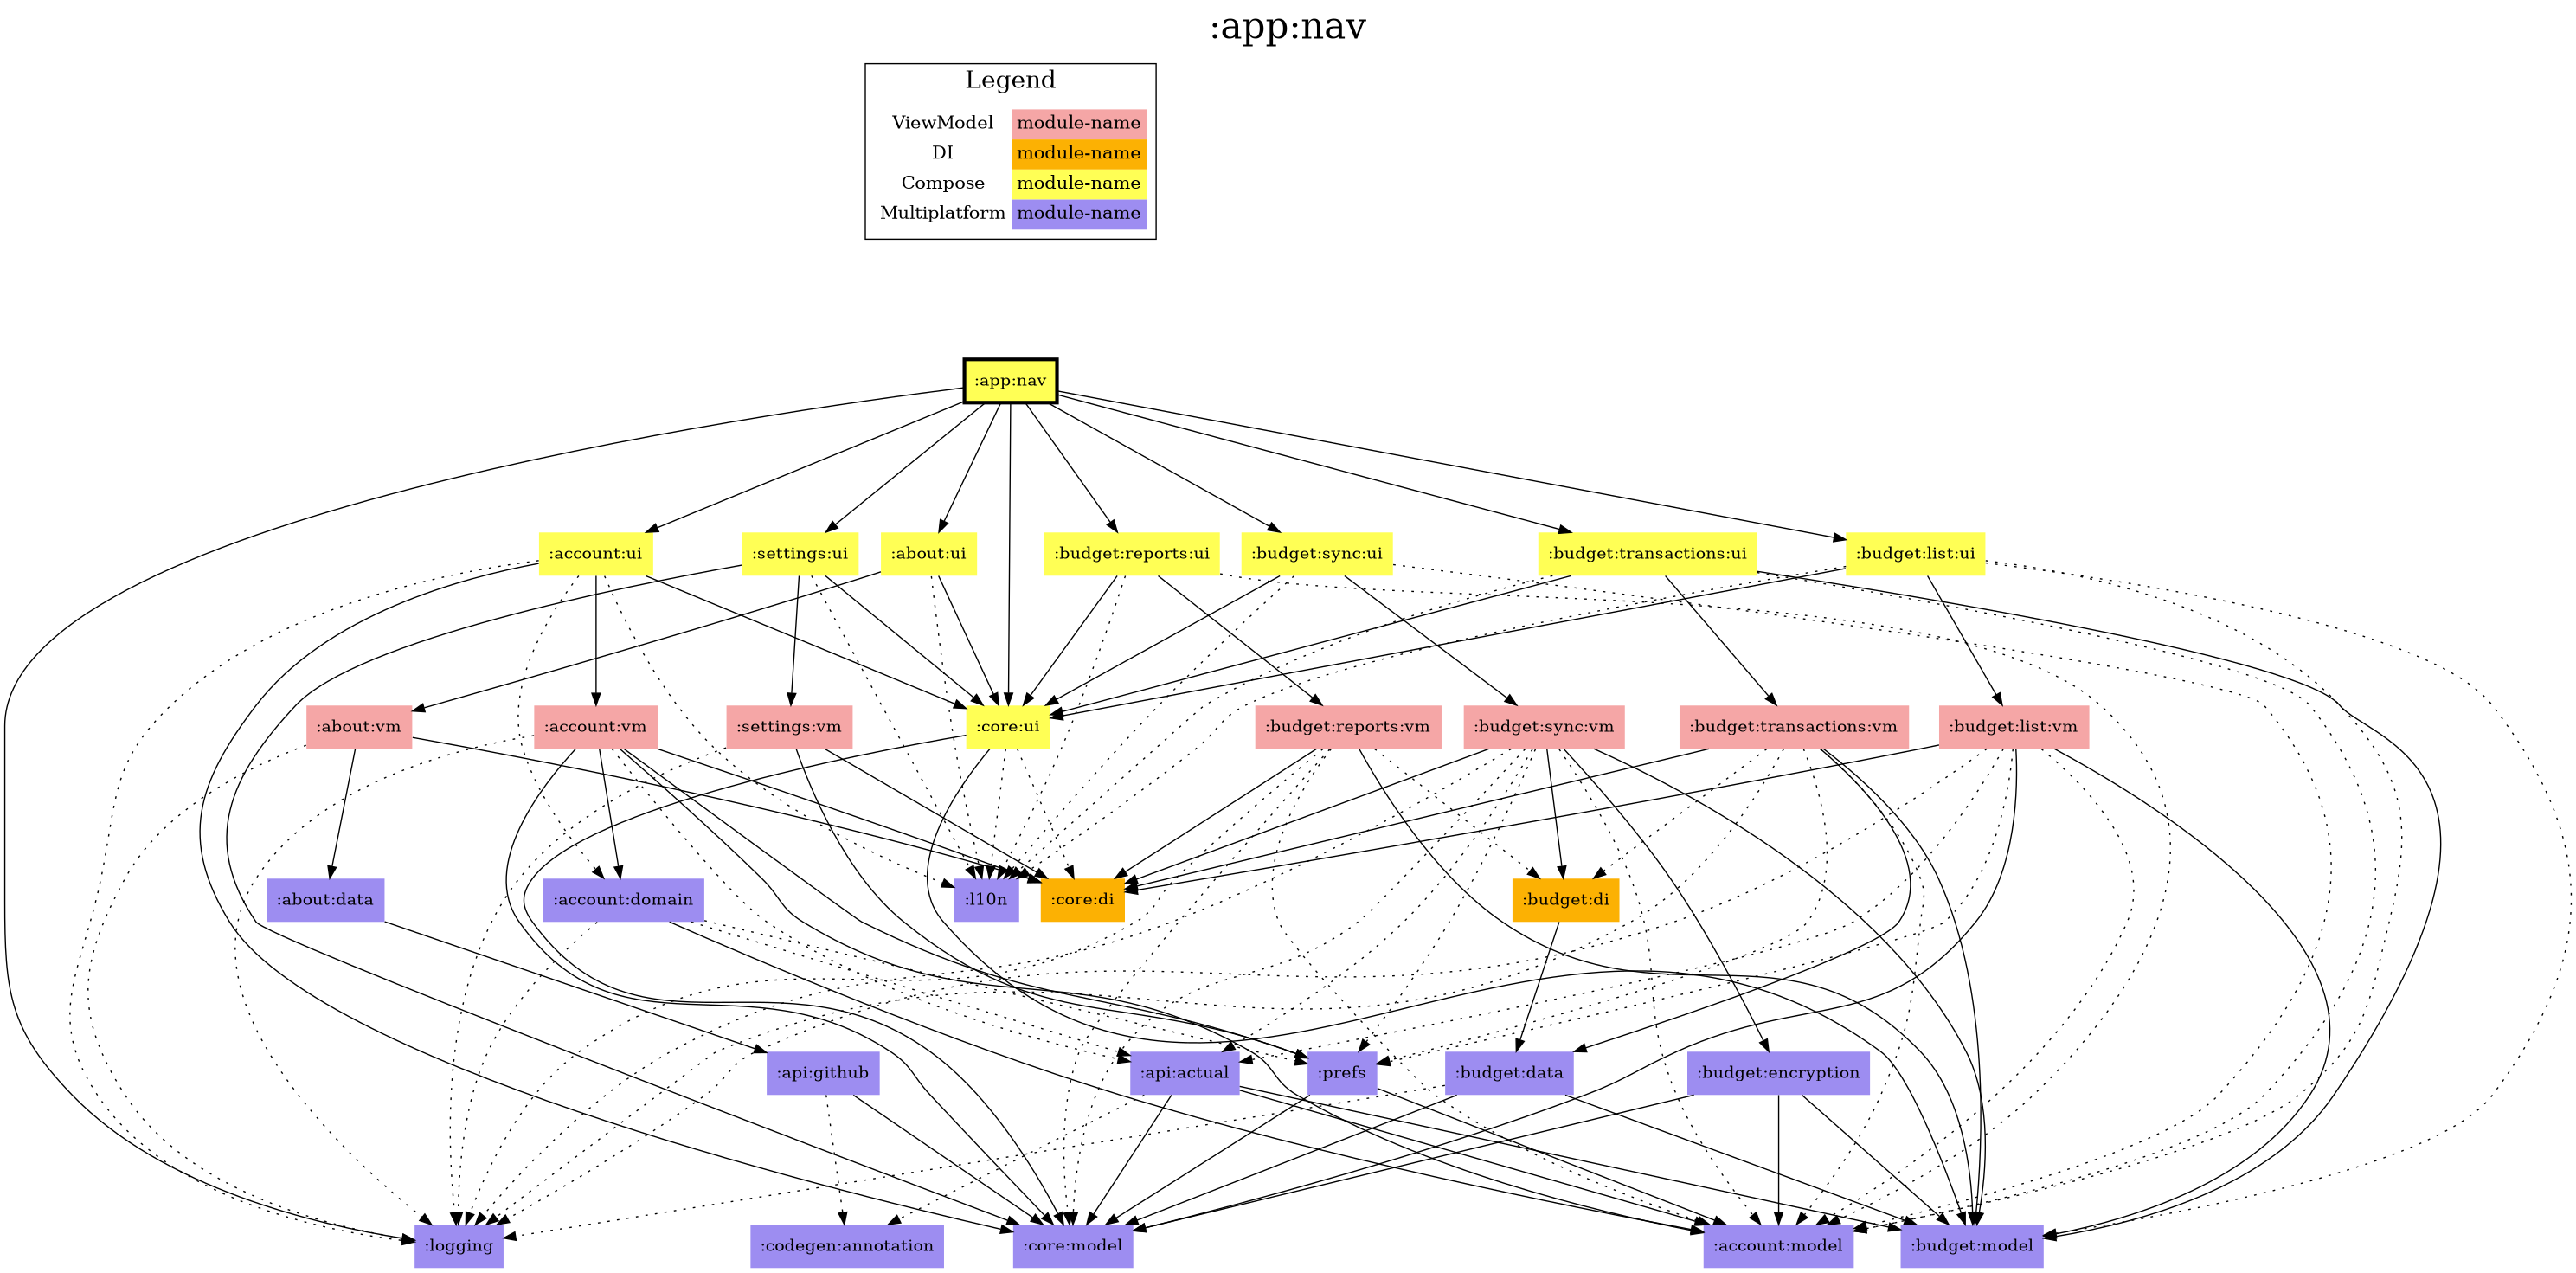 :app:nav
Legend
ViewModel module-name
DI module-name
Compose module-name
Multiplatform module-name
:app:nav
:account:ui :settings:ui :about:ui :budget:reports:ui :budget:sync:ui :budget:transactions:ui :budget:list:ui
:about:vm :account:vm :settings:vm :core:ui :budget:reports:vm :budget:sync:vm :budget:transactions:vm :budget:list:vm
:about:data :account:domain :l10n :core:di :budget:di
:api:github :api:actual :prefs :budget:data :budget:encryption
:logging :codegen:annotation :core:model :account:model :budget:model